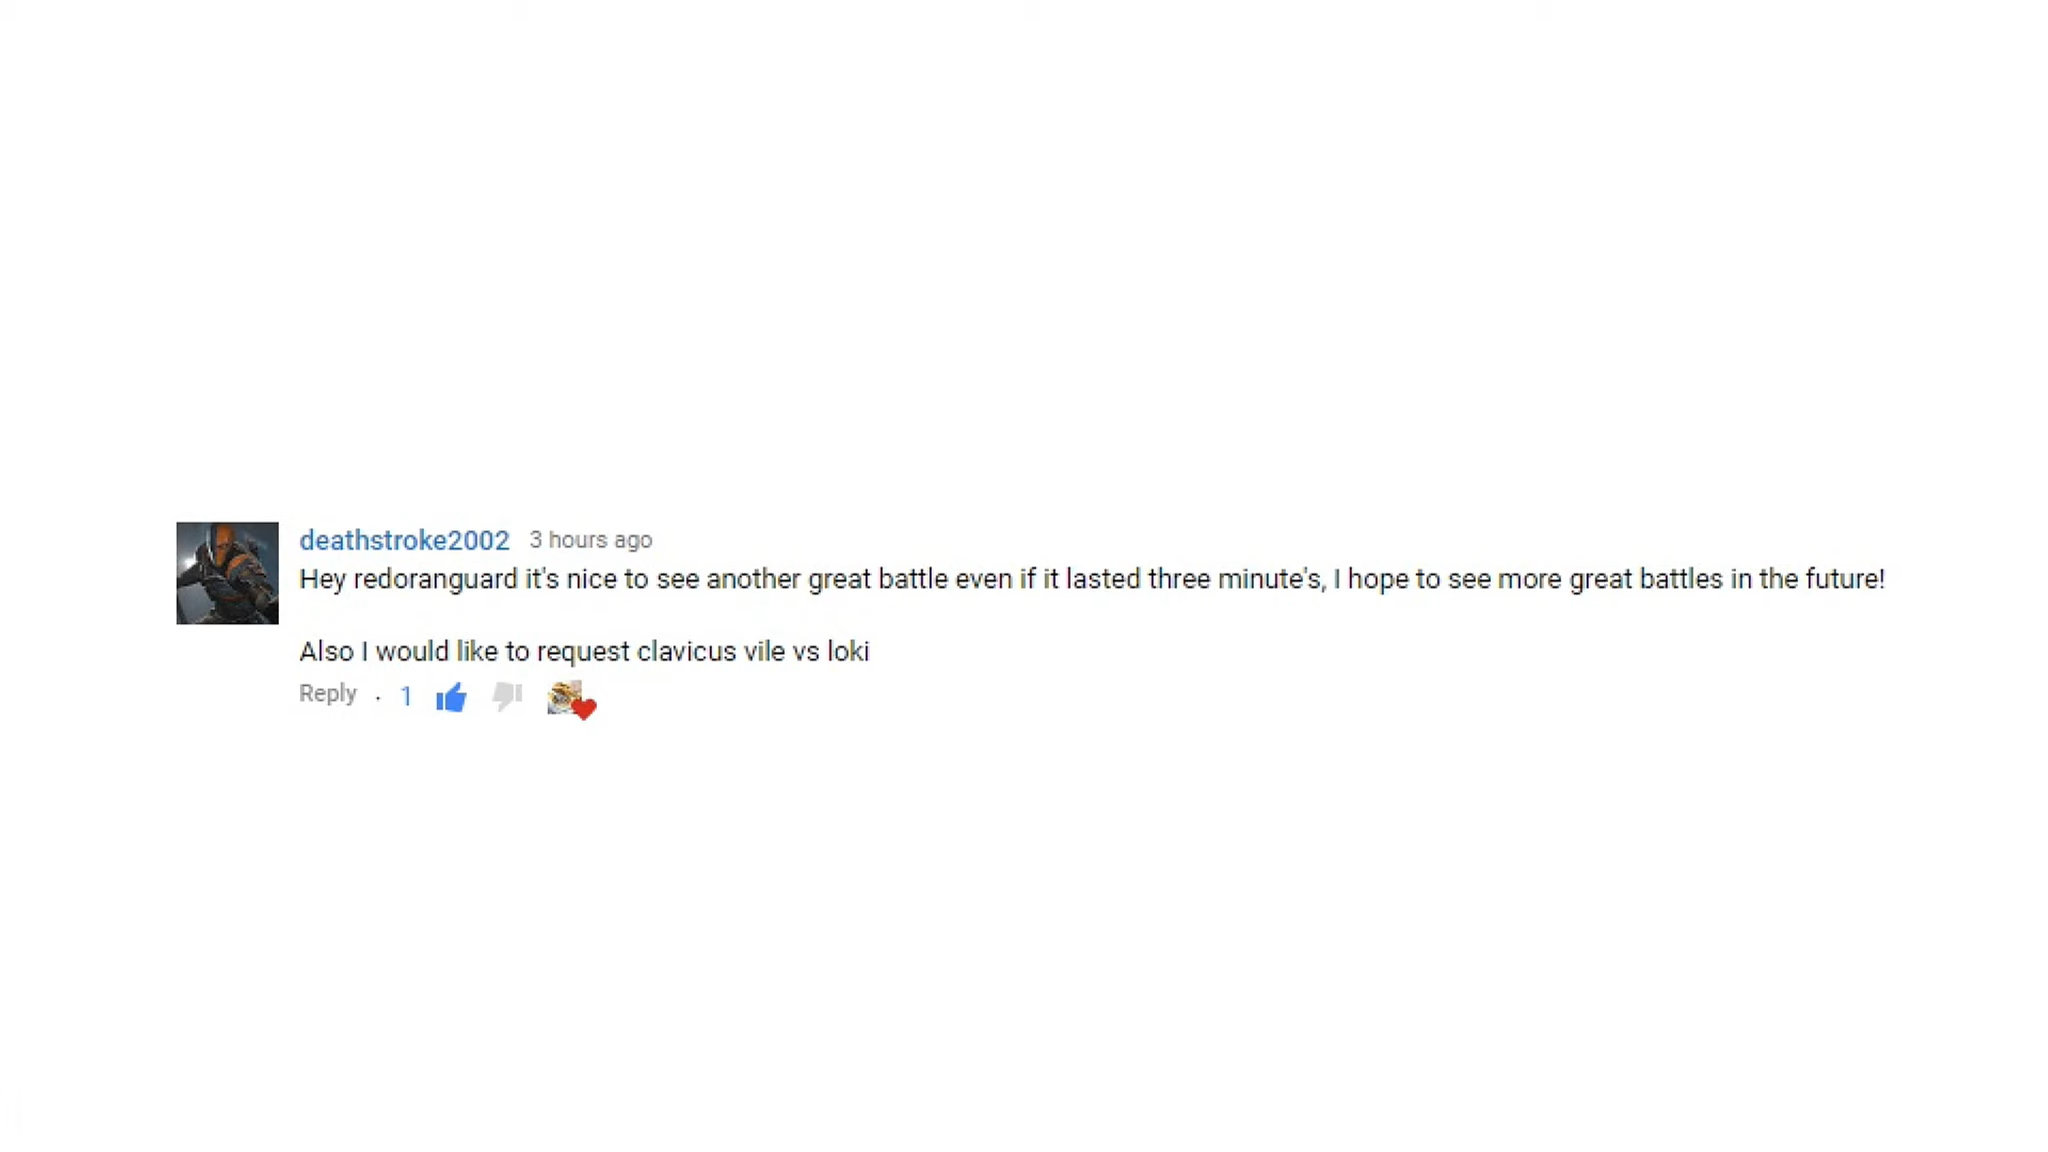 deathstroke2002 3 hours ago
Hey redoranguard it's nice to see another great battle even if it lasted three minute's, I hope to see more great battles in the future!
Also I would like to request clavicus vile vs loki
Reply . 1